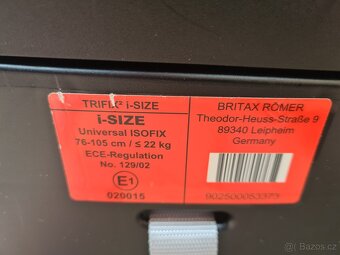 TRIFIX² i-SIZE
i-SIZE
Universal ISOFIX
76-105 cm / ≤ 22 kg
ECE-Regulation
No. 129/02
E1
020015
BRITAX RÖMER
Theodor-Heuss-Straße 9
89340 Leipheim
Germany
Bazoš.cz